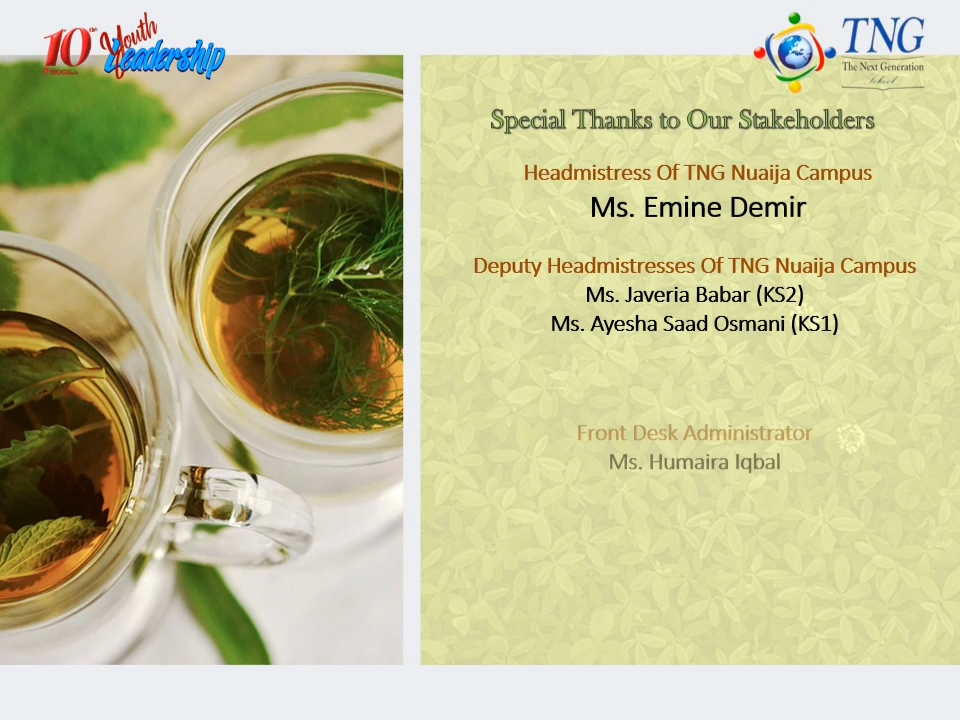 10th
Youth
Leadership
TNG
The Next Generation
School
Special Thanks to Our Stakeholders
Headmistress Of TNG Nuaija Campus
Ms. Emine Demir
Deputy Headmistresses Of TNG Nuaija Campus
Ms. Javeria Babar (KS2)
Ms. Ayesha Saad Osmani (KS1)
Front Desk Administrator
Ms. Humaira Iqbal